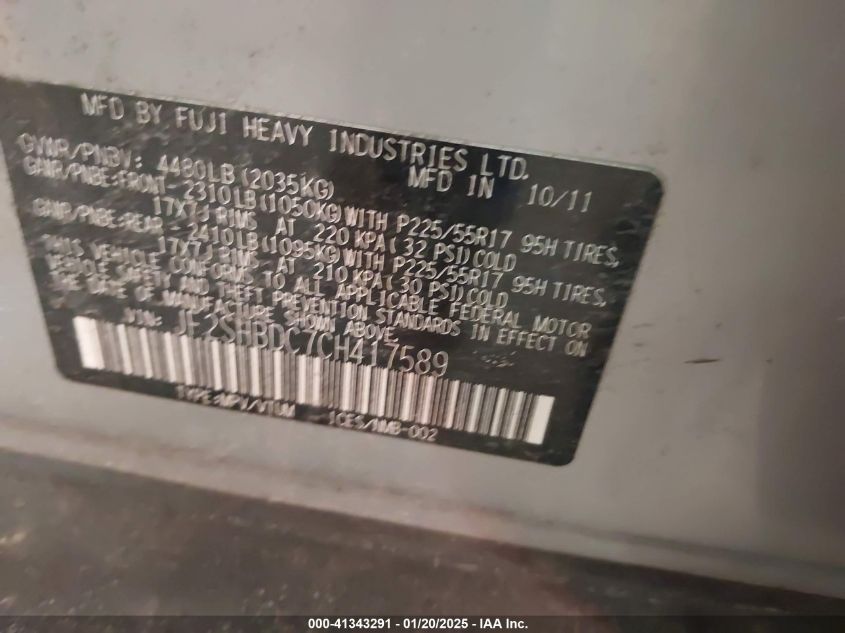 MFD BY FUJI HEAVY INDUSTRIES LTD.
GVWR/PNBV: 4480LB(2035KG) MFD IN 10/11
GAWR/PNBE:FRONT- 2310LB(1050KG)WITH P225/55R17 95H TIRES,
17X7J RIMS AT 220 KPA( 32 PSI)COLD
GAWR/PNBE:REAR - 2410LB(1095KG)WITH P225/55R17 95H TIRES,
17X7J RIMS AT 210 KPA( 30 PSI)COLD
THIS VEHICLE CONFORMS TO ALL APPLICABLE FEDERAL MOTOR
VEHICLE SAFETY AND THEFT PREVENTION STANDARDS IN EFFECT ON
THE DATE OF MANUFACTURE SHOWN ABOVE.
VIN: JF2SHBDC7CH417589
TYPE:MPV/VTUM ICES/NMB-002
000-41343291 - 01/20/2025 - IAA Inc.